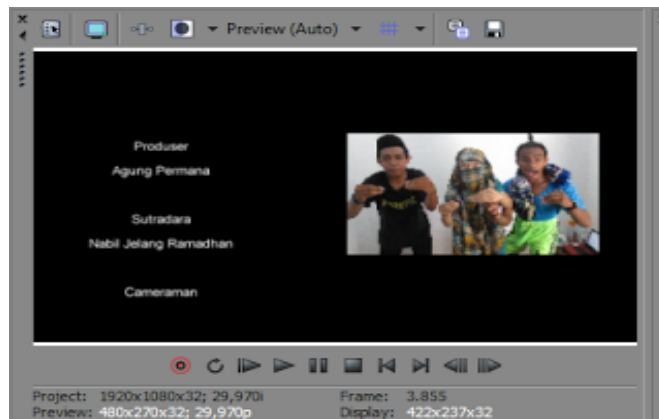 Preview (Auto)
Produser
Agung Permana
Sutradara
Nabil Jelang Ramadhan
Cameraman
Project: 1920x1080x32; 29,970i
Frame: 3.855
Preview: 480x270x32; 29,970p
Display: 422x237x32